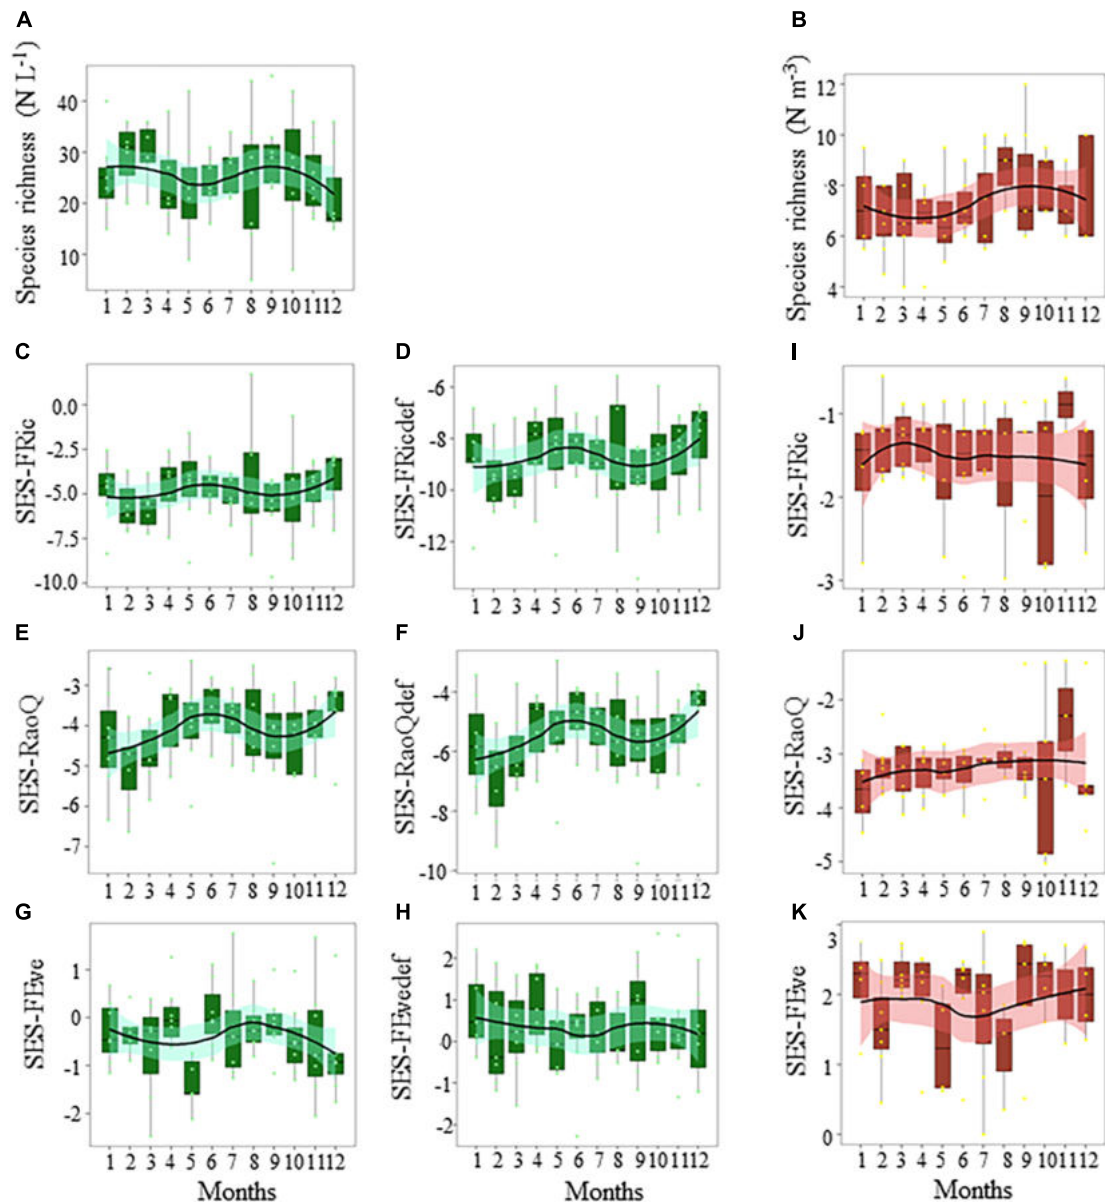 A
B
Species richness (N L-1)
40
30
20
10
1 2 3 4 5 6 7 8 9 10 11 12
Species richness (N m-3)
12
10
8
6
4
1 2 3 4 5 6 7 8 9 10 11 12
C
D
I
SES-FRic
0.0
-2.5
-5.0
-7.5
-10.0
1 2 3 4 5 6 7 8 9 10 11 12
SES-FRicdef
-6
-8
-10
-12
1 2 3 4 5 6 7 8 9 10 11 12
SES-FRic
-1
-2
-3
1 2 3 4 5 6 7 8 9 10 11 12
E
F
J
SES-RaoQ
-3
-4
-5
-6
-7
1 2 3 4 5 6 7 8 9 10 11 12
SES-RaoQdef
-4
-6
-8
-10
1 2 3 4 5 6 7 8 9 10 11 12
SES-RaoQ
-2
-3
-4
-5
1 2 3 4 5 6 7 8 9 10 11 12
G
H
K
SES-FEve
1
0
-1
-2
1 2 3 4 5 6 7 8 9 10 11 12
Months
SES-FEvedef
2
1
0
-1
-2
1 2 3 4 5 6 7 8 9 10 11 12
Months
SES-FEve
3
2
1
0
1 2 3 4 5 6 7 8 9 10 11 12
Months